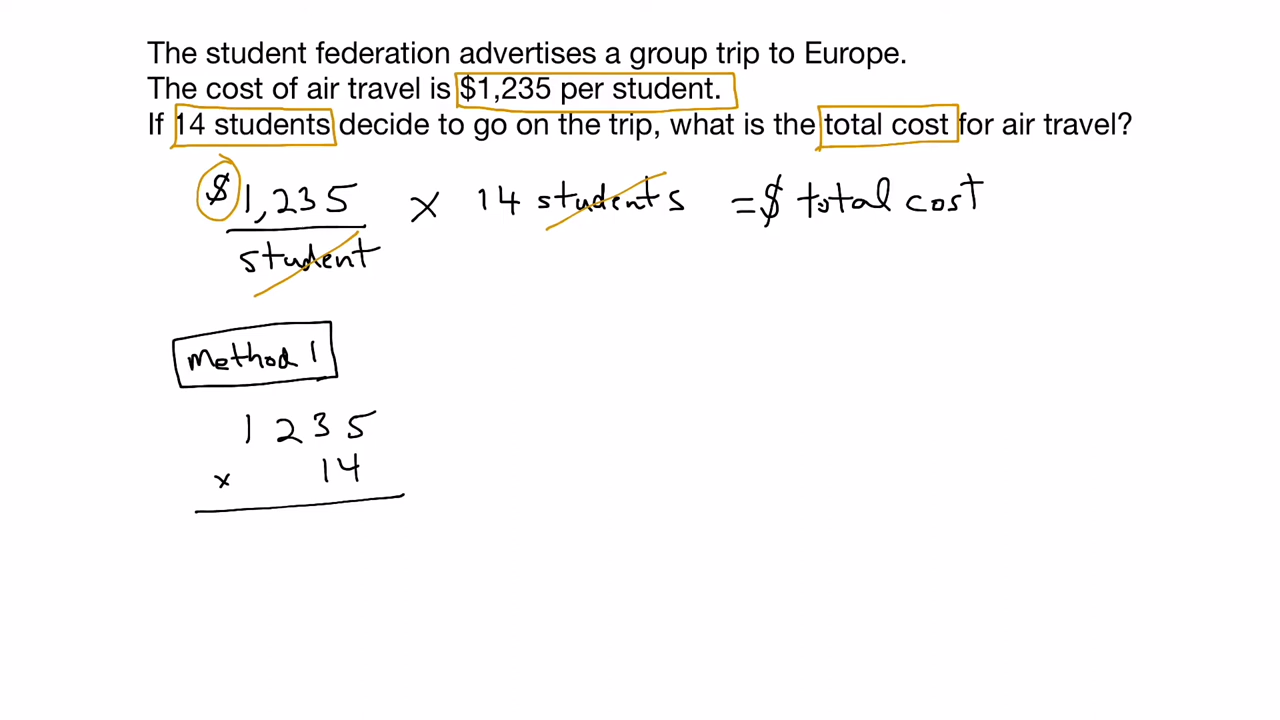 The student federation advertises a group trip to Europe.
The cost of air travel is $1,235 per student.
If 14 students decide to go on the trip, what is the total cost for air travel?
$1,235 × 14 students = $ total cost
student
Method 1
1235
× 14